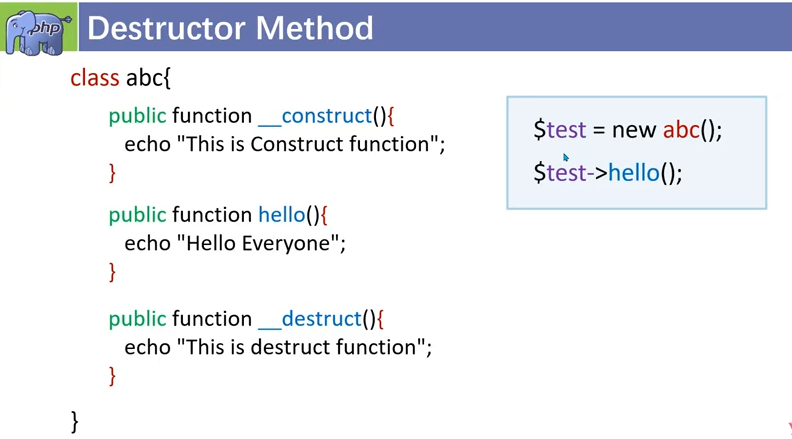 php
Destructor Method
class abc{
public function __construct(){
echo "This is Construct function";
}
public function hello(){
echo "Hello Everyone";
}
public function __destruct(){
echo "This is destruct function";
}
}
$test = new abc();
$test->hello();